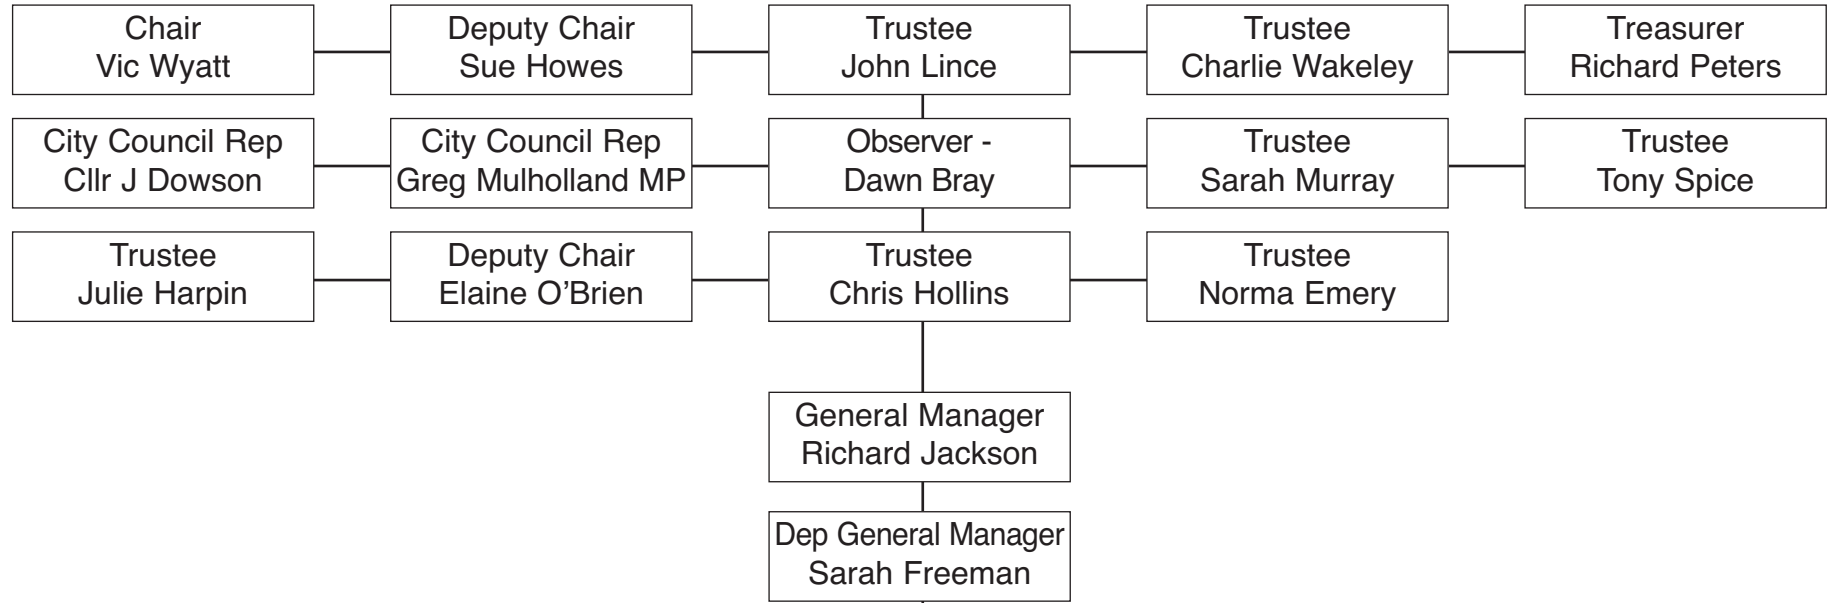 Chair
Vic Wyatt
Deputy Chair
Sue Howes
Trustee
John Lince
Trustee
Charlie Wakeley
Treasurer
Richard Peters
City Council Rep
Cllr J Dowson
City Council Rep
Greg Mulholland MP
Observer -
Dawn Bray
Trustee
Sarah Murray
Trustee
Tony Spice
Trustee
Julie Harpin
Deputy Chair
Elaine O’Brien
Trustee
Chris Hollins
Trustee
Norma Emery
General Manager
Richard Jackson
Dep General Manager
Sarah Freeman